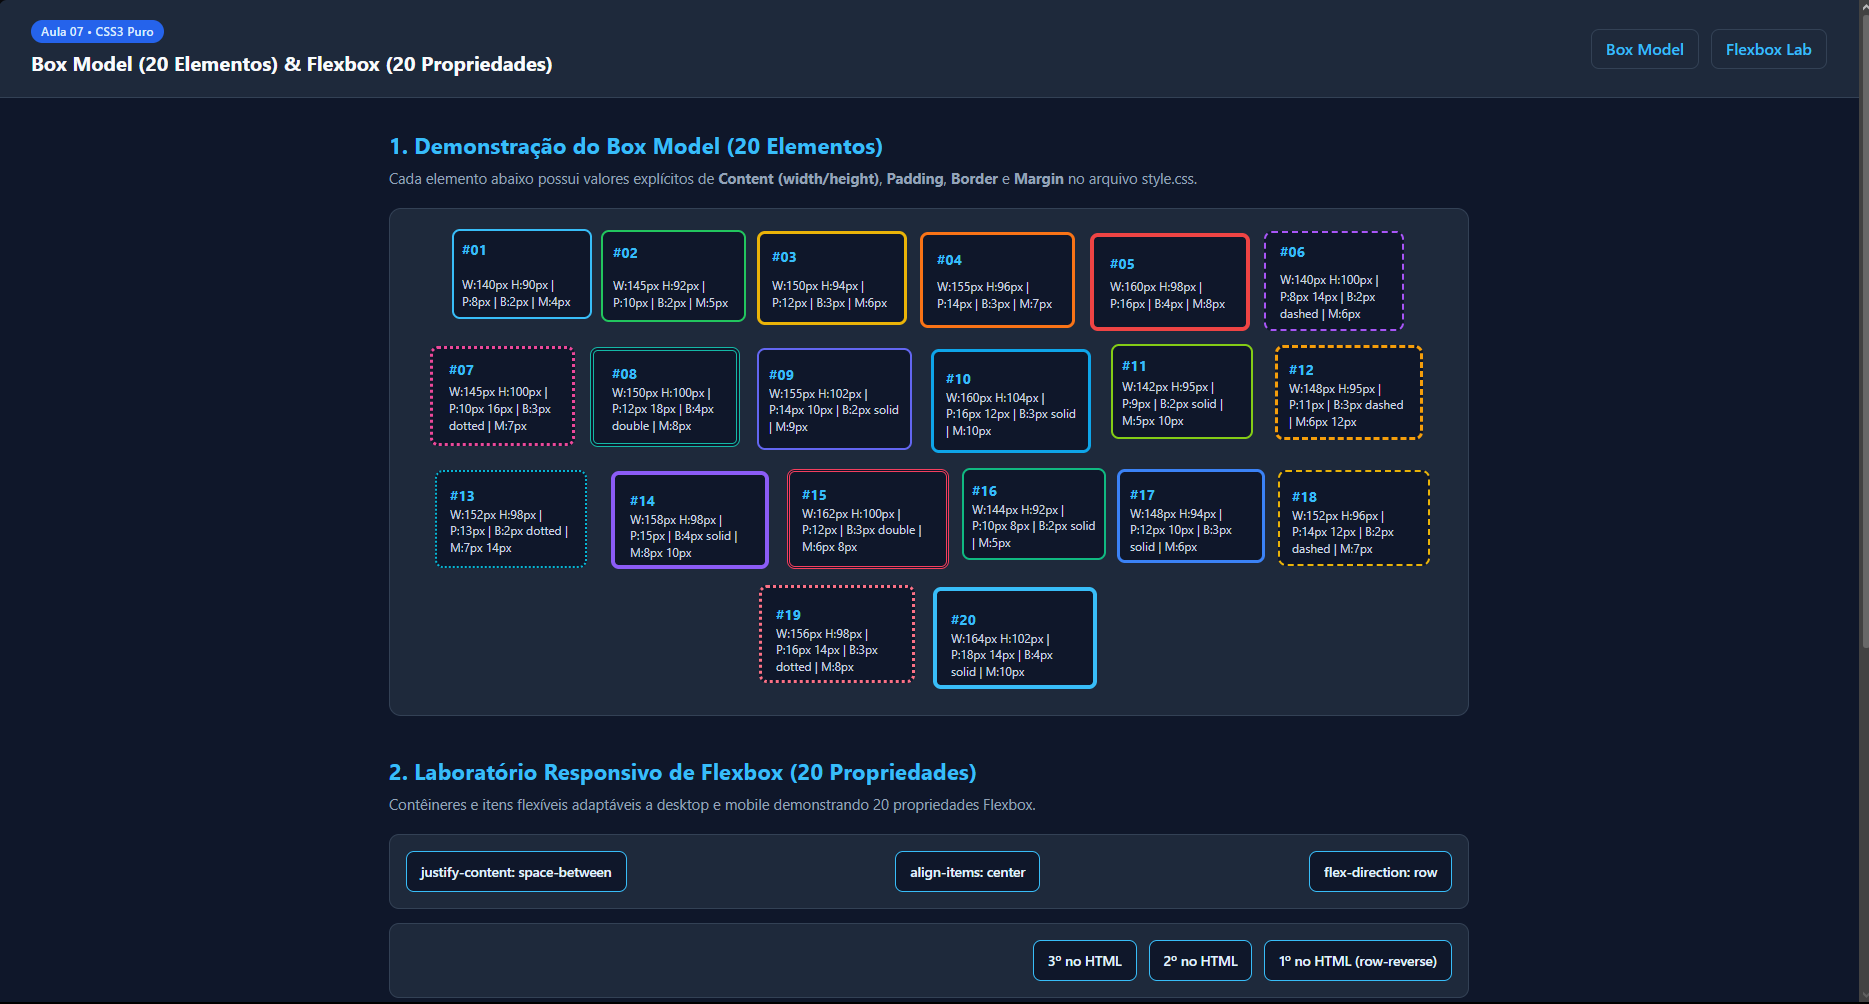 Aula 07 • CSS3 Puro
Box Model (20 Elementos) & Flexbox (20 Propriedades)
Box Model
Flexbox Lab
1. Demonstração do Box Model (20 Elementos)
Cada elemento abaixo possui valores explícitos de Content (width/height), Padding, Border e Margin no arquivo style.css.
#01
W:140px H:90px |
P:8px | B:2px | M:4px
#02
W:145px H:92px |
P:10px | B:2px | M:5px
#03
W:150px H:94px |
P:12px | B:3px | M:6px
#04
W:155px H:96px |
P:14px | B:3px | M:7px
#05
W:160px H:98px |
P:16px | B:4px | M:8px
#06
W:140px H:100px |
P:8px 14px | B:2px
dashed | M:6px
#07
W:145px H:100px |
P:10px 16px | B:3px
dotted | M:7px
#08
W:150px H:100px |
P:12px 18px | B:4px
double | M:8px
#09
W:155px H:102px |
P:14px 10px | B:2px solid
| M:9px
#10
W:160px H:104px |
P:16px 12px | B:3px solid
| M:10px
#11
W:142px H:95px |
P:9px | B:2px solid |
M:5px 10px
#12
W:148px H:95px |
P:11px | B:3px dashed
| M:6px 12px
#13
W:152px H:98px |
P:13px | B:2px dotted |
M:7px 14px
#14
W:158px H:98px |
P:15px | B:4px solid |
M:8px 10px
#15
W:162px H:100px |
P:12px | B:3px double |
M:6px 8px
#16
W:144px H:92px |
P:10px 8px | B:2px solid
| M:5px
#17
W:148px H:94px |
P:12px 10px | B:3px
solid | M:6px
#18
W:152px H:96px |
P:14px 12px | B:2px
dashed | M:7px
#19
W:156px H:98px |
P:16px 14px | B:3px
dotted | M:8px
#20
W:164px H:102px |
P:18px 14px | B:4px
solid | M:10px
2. Laboratório Responsivo de Flexbox (20 Propriedades)
Contêineres e itens flexíveis adaptáveis a desktop e mobile demonstrando 20 propriedades Flexbox.
justify-content: space-between
align-items: center
flex-direction: row
3º no HTML
2º no HTML
1º no HTML (row-reverse)